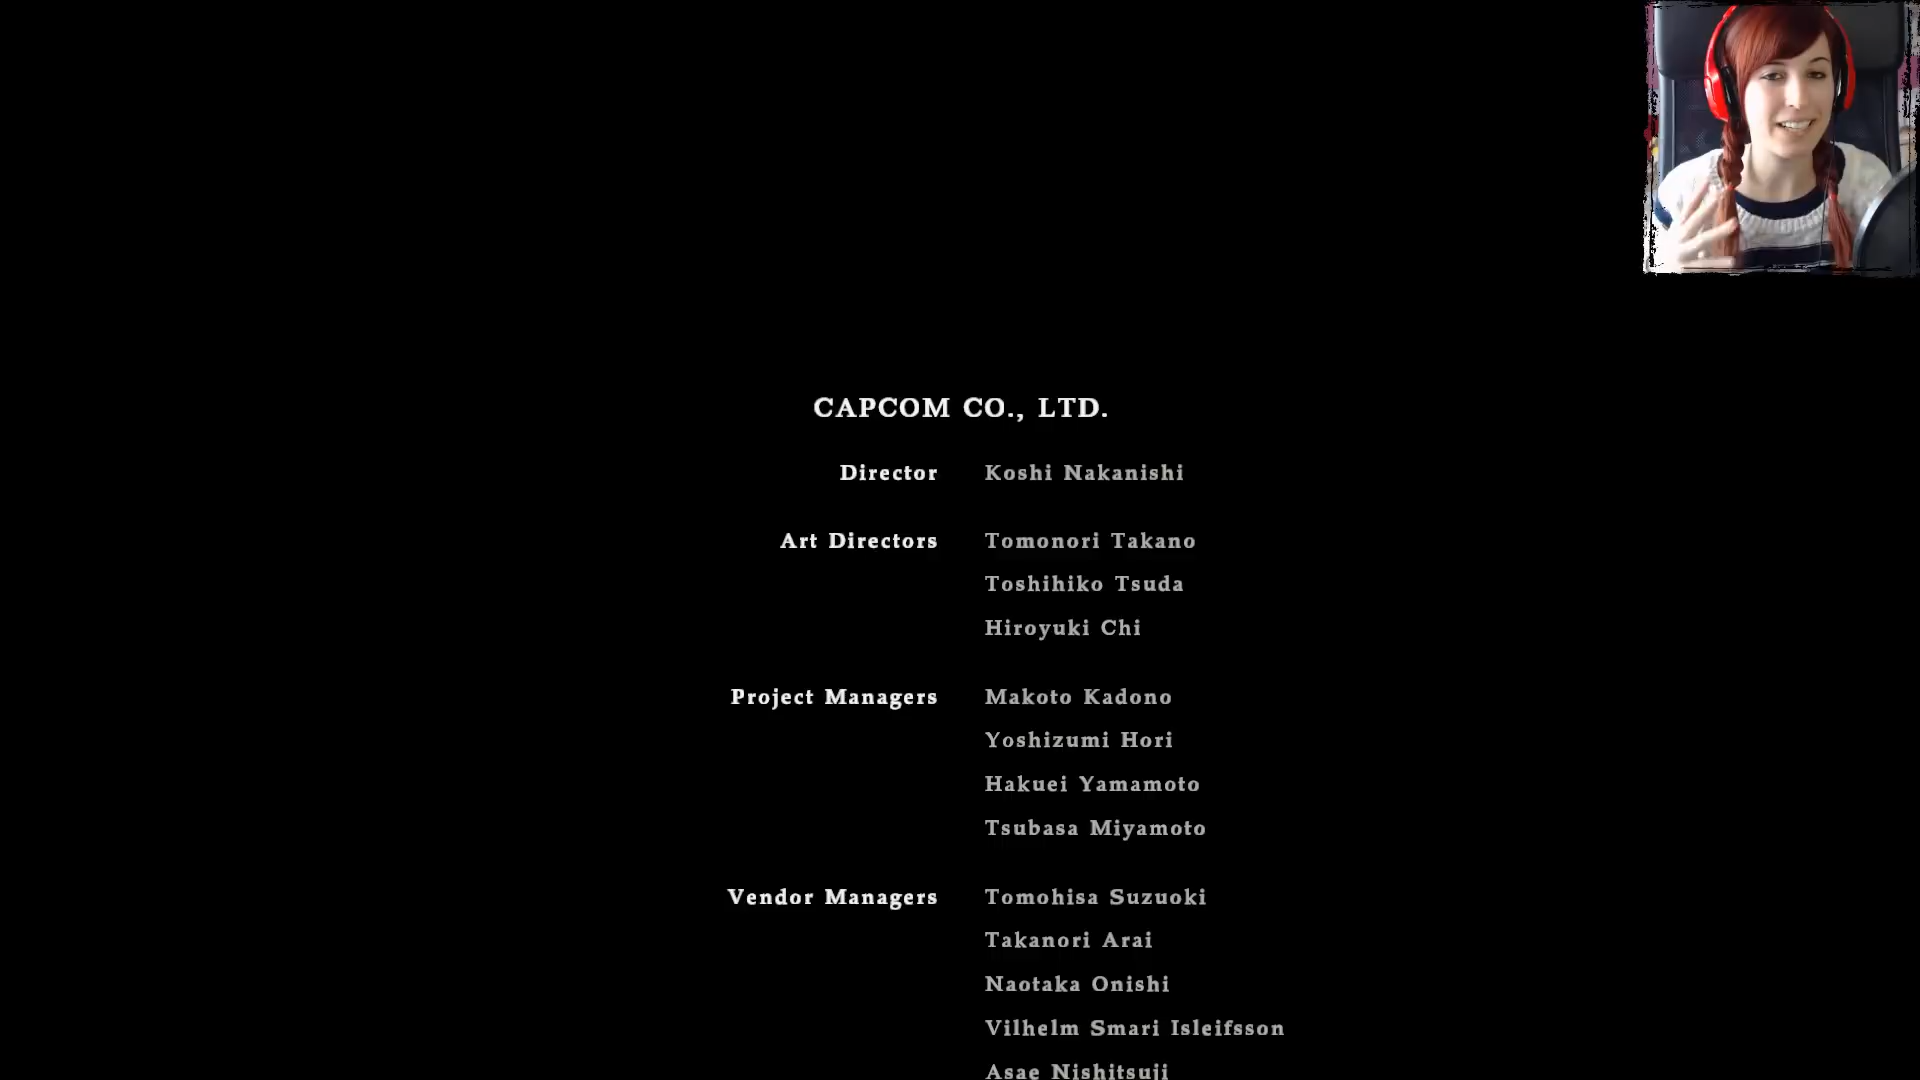 CAPCOM CO., LTD.
Director Koshi Nakanishi
Art Directors Tomonori Takano
Toshihiko Tsuda
Hiroyuki Chi
Project Managers Makoto Kadono
Yoshizumi Hori
Hakuei Yamamoto
Tsubasa Miyamoto
Vendor Managers Tomohisa Suzuoki
Takanori Arai
Naotaka Onishi
Vilhelm Smari Isleifsson
Asae Nishitsuji